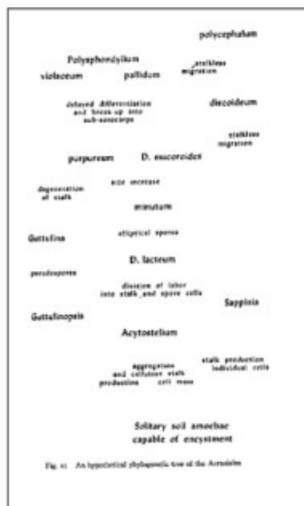 polycephalum
Polysphondylium
stalkless
migration
violaceum pallidum
delayed differentiation
and break up into
sub-sorocarps
discoideum
stalkless
migration
purpureum D. mucoroides
size increase
degeneration
of stalk
minutum
Guttulina
elliptical spores
D. lacteum
pseudospores
division of labor
into stalk and spore cells
Sappinia
Guttulinopsis
Acytostelium
stalk production
individual cells
aggregation
and cellulose stalk
production cell mass
Solitary soil amoebae
capable of encystment
An hypothetical phylogenetic tree of the Acrasiales